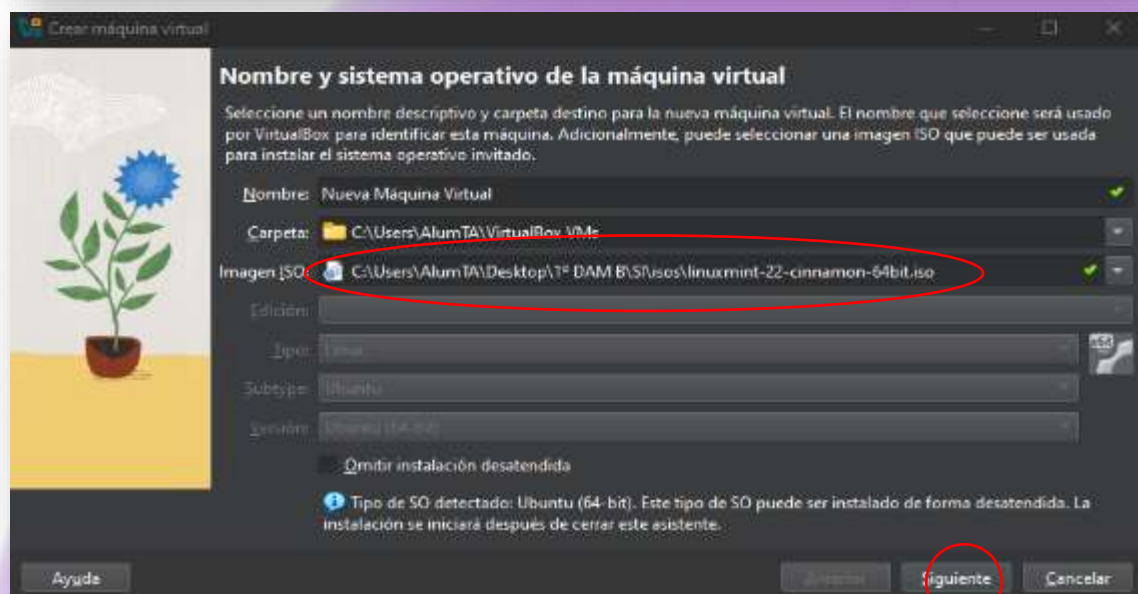 Crear máquina virtual
Nombre y sistema operativo de la máquina virtual
Seleccione un nombre descriptivo y carpeta destino para la nueva máquina virtual. El nombre que seleccione será usado
por VirtualBox para identificar esta máquina. Adicionalmente, puede seleccionar una imagen ISO que puede ser usada
para instalar el sistema operativo invitado.
Nombre: Nueva Máquina Virtual
Carpeta: C:\Users\AlumTA\VirtualBox VMs
Imagen ISO: C:\Users\AlumTA\Desktop\1º DAM B\SI\isos\linuxmint-22-cinnamon-64bit.iso
Edición:
Tipo: Linux
Subtype: Ubuntu
Versión: Ubuntu (64-bit)
Omitir instalación desatendida
Tipo de SO detectado: Ubuntu (64-bit). Este tipo de SO puede ser instalado de forma desatendida. La
instalación se iniciará después de cerrar este asistente.
Ayuda Anterior Siguiente Cancelar